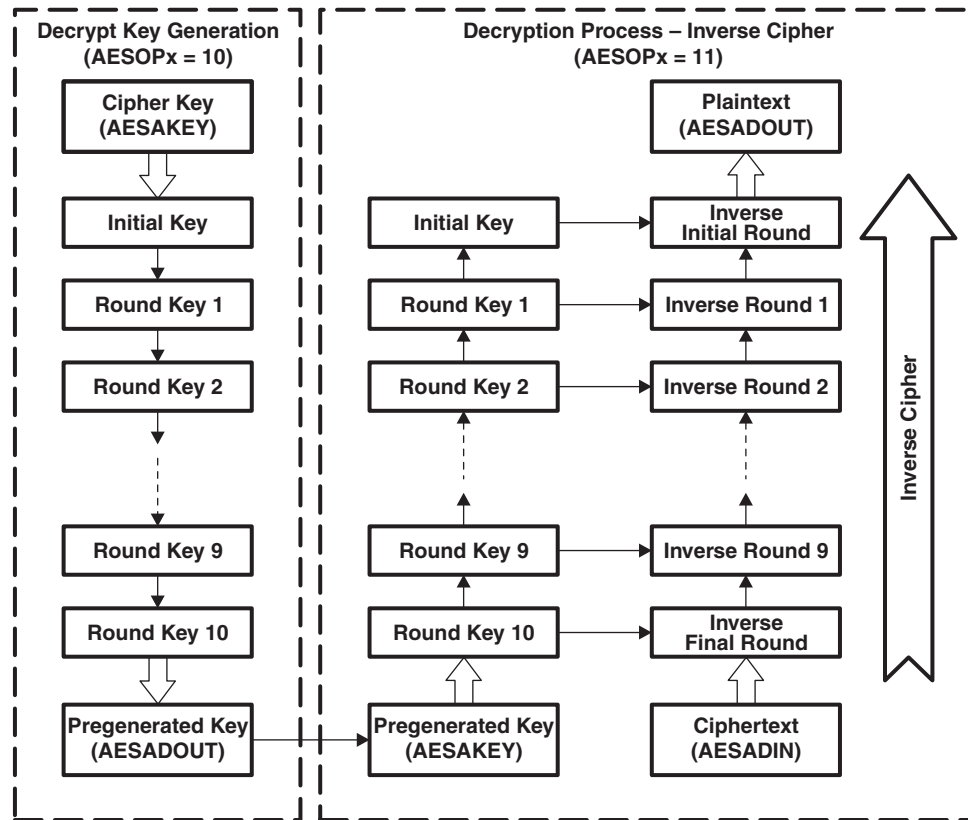 Decrypt Key Generation
(AESOPx = 10)
Cipher Key
(AESAKEY)
Initial Key
Round Key 1
Round Key 2
Round Key 9
Round Key 10
Pregenerated Key
(AESADOUT)
Decryption Process – Inverse Cipher
(AESOPx = 11)
Plaintext
(AESADOUT)
Initial Key
Inverse
Initial Round
Round Key 1
Inverse Round 1
Round Key 2
Inverse Round 2
Round Key 9
Inverse Round 9
Round Key 10
Inverse
Final Round
Pregenerated Key
(AESAKEY)
Ciphertext
(AESADIN)
Inverse Cipher